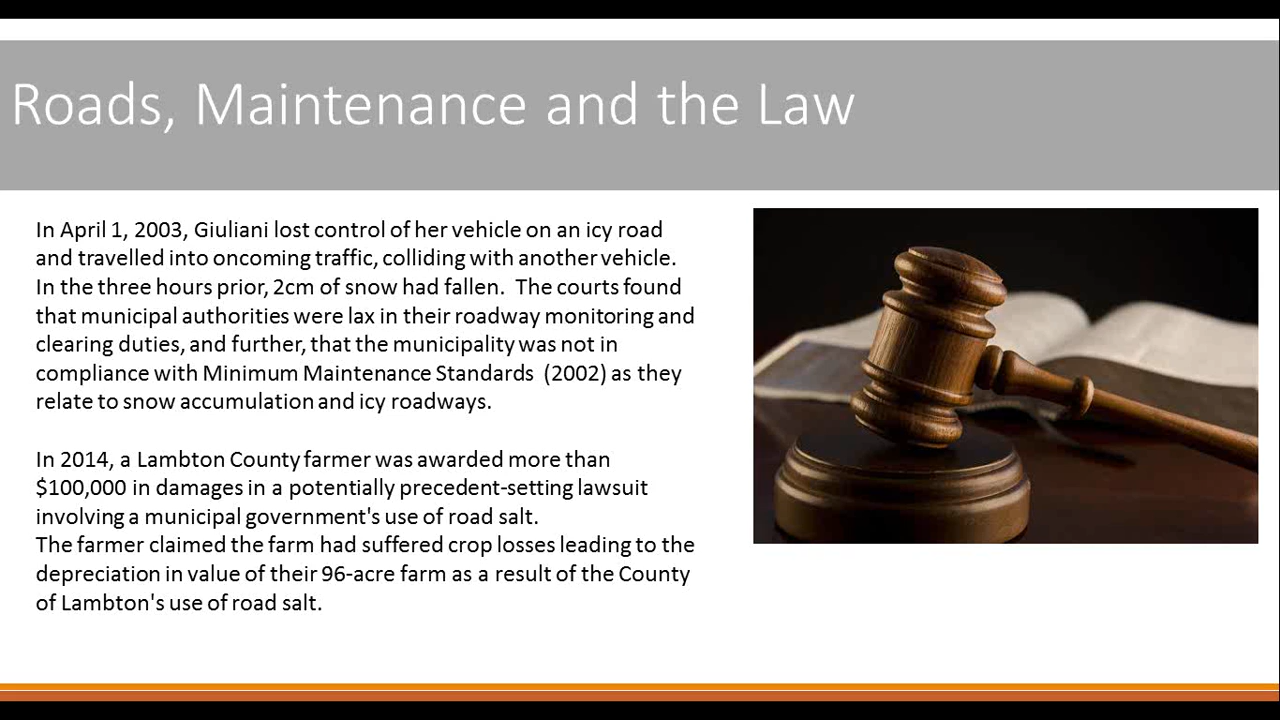 Roads, Maintenance and the Law
In April 1, 2003, Giuliani lost control of her vehicle on an icy road
and travelled into oncoming traffic, colliding with another vehicle.
In the three hours prior, 2cm of snow had fallen.  The courts found
that municipal authorities were lax in their roadway monitoring and
clearing duties, and further, that the municipality was not in
compliance with Minimum Maintenance Standards  (2002) as they
relate to snow accumulation and icy roadways.
In 2014, a Lambton County farmer was awarded more than
$100,000 in damages in a potentially precedent-setting lawsuit
involving a municipal government's use of road salt.
The farmer claimed the farm had suffered crop losses leading to the
depreciation in value of their 96-acre farm as a result of the County
of Lambton's use of road salt.